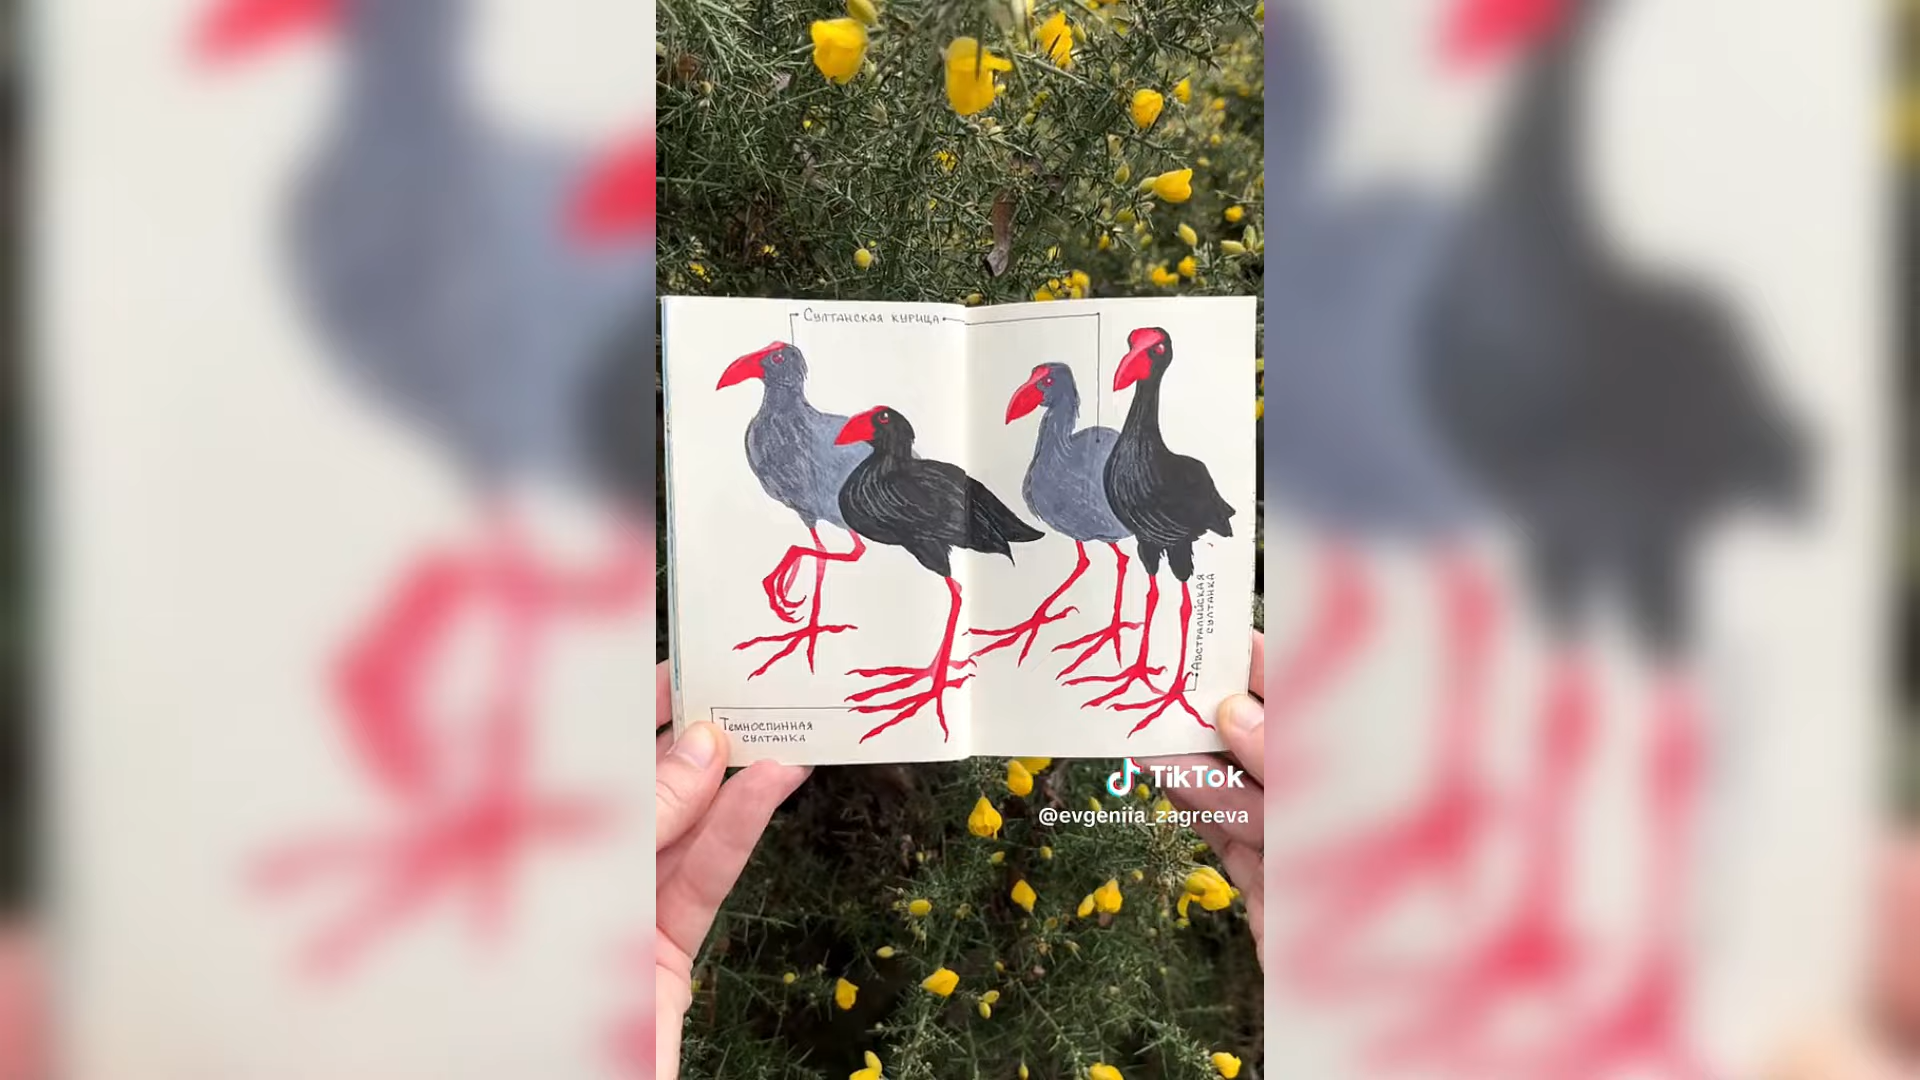 Султанская курица
Темноспинная
султанка
Австралийская
султанка
TikTok
@evgeniia_zagreeva